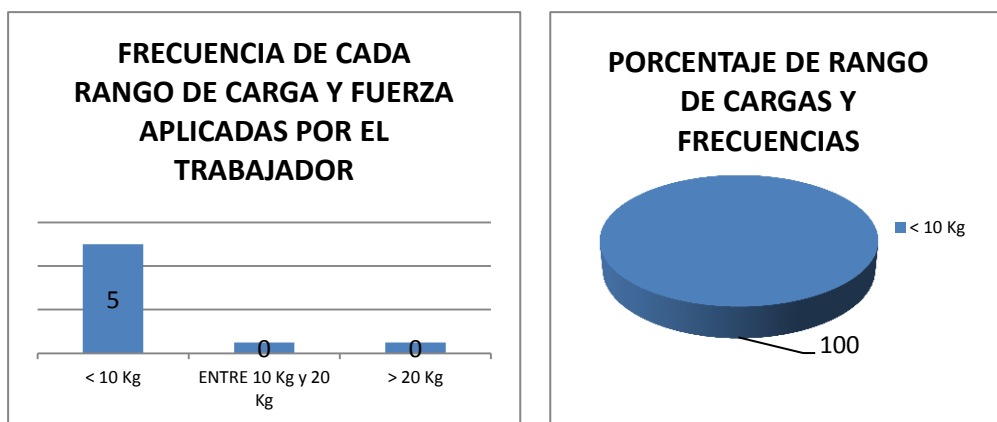 FRECUENCIA DE CADA
RANGO DE CARGA Y FUERZA
APLICADAS POR EL
TRABAJADOR
5
0
0
< 10 Kg
ENTRE 10 Kg y 20
Kg
> 20 Kg
PORCENTAJE DE RANGO
DE CARGAS Y
FRECUENCIAS
< 10 Kg
100